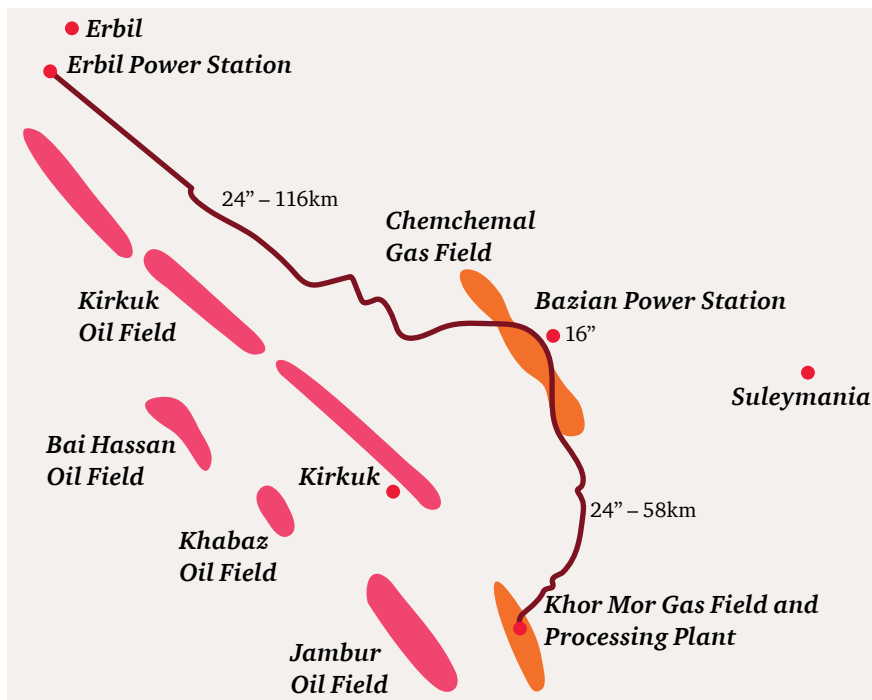 Erbil
Erbil Power Station
24” – 116km
Chemchemal
Gas Field
Kirkuk
Oil Field
Bazian Power Station
16”
Suleymania
Bai Hassan
Oil Field
Kirkuk
24” – 58km
Khabaz
Oil Field
Khor Mor Gas Field and
Processing Plant
Jambur
Oil Field